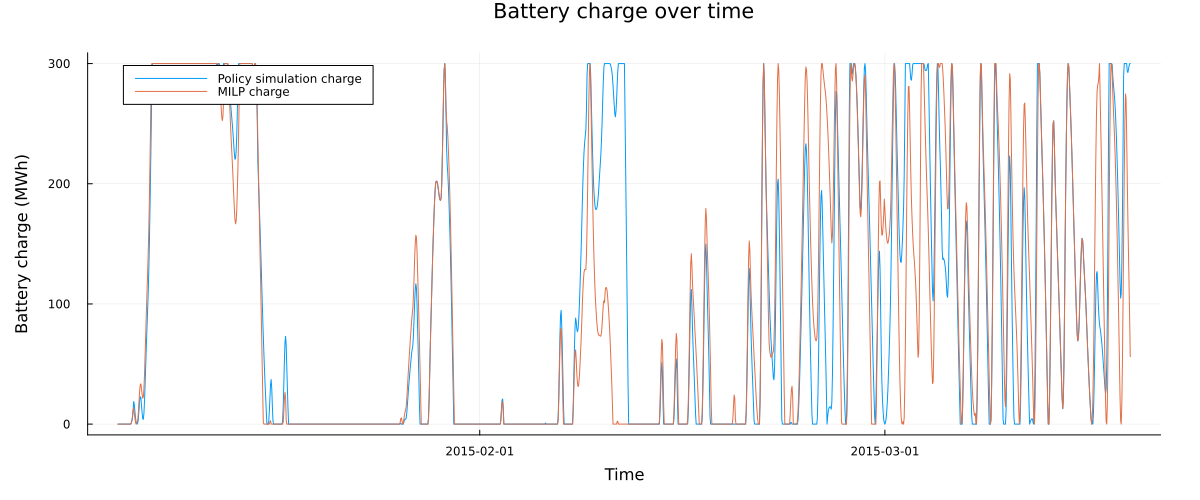 Battery charge over time
Policy simulation charge
MILP charge
Battery charge (MWh)
300
200
100
0
2015-02-01
2015-03-01
Time